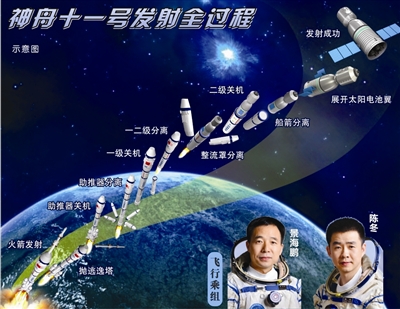 神舟十一号发射全过程
示意图
发射成功
展开太阳电池翼
船箭分离
二级关机
整流罩分离
一二级分离
一级关机
助推器分离
助推器关机
抛逃逸塔
火箭发射
飞行乘组
景海鹏
陈冬